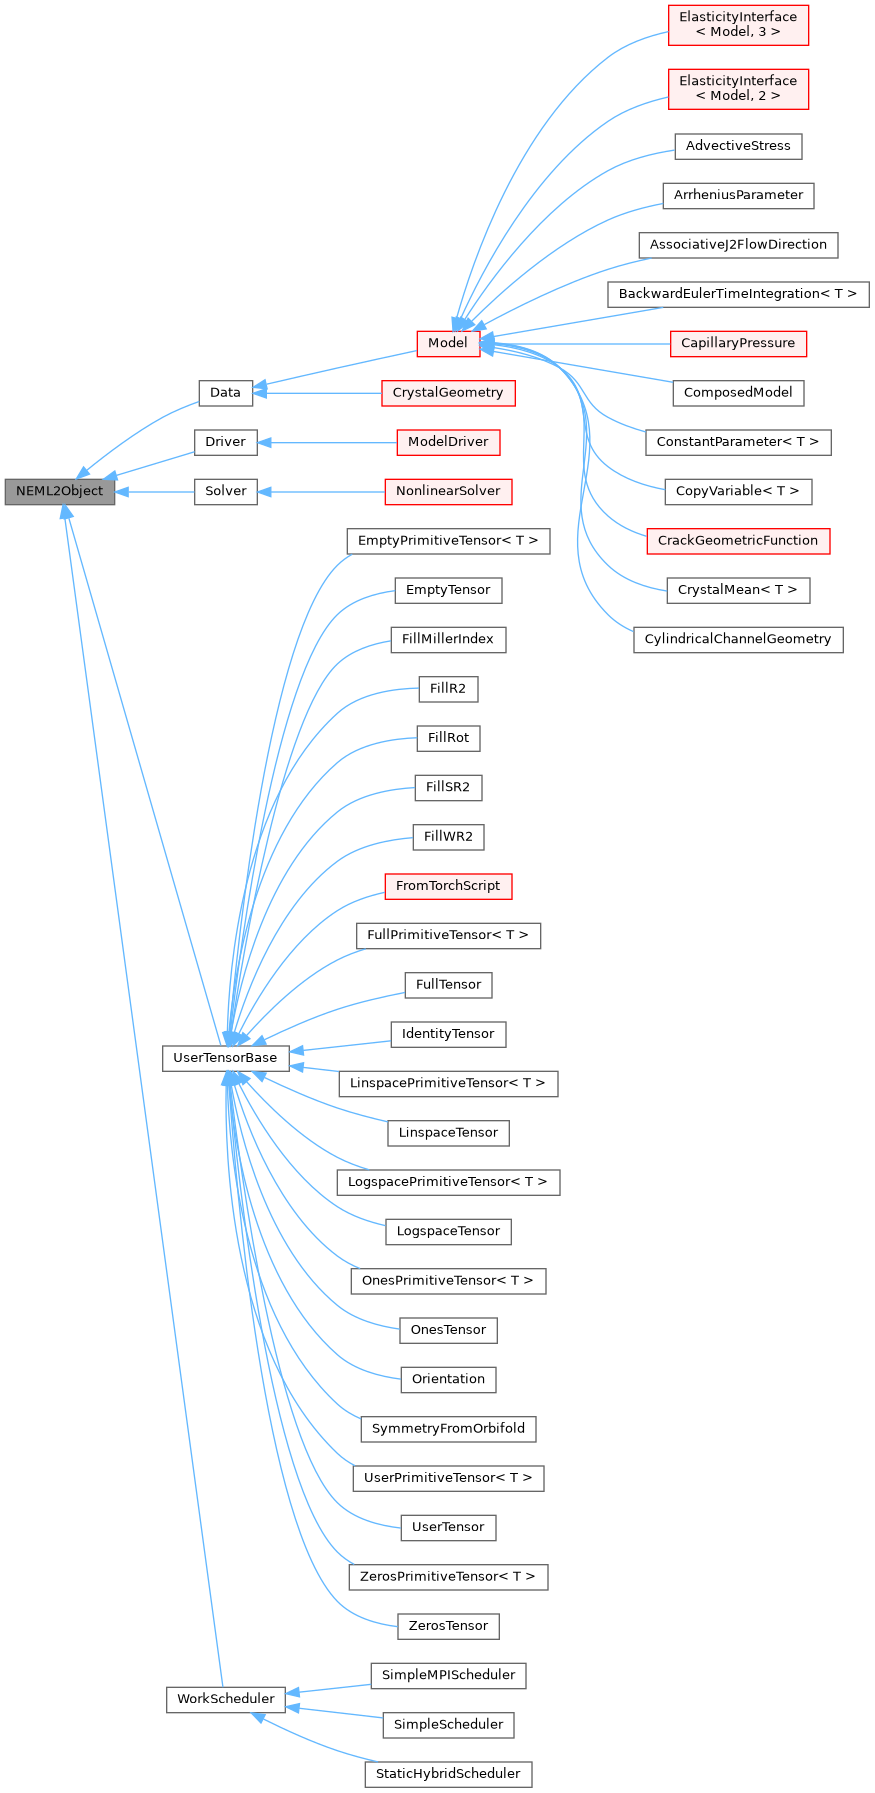 ElasticityInterface
< Model, 3 >
ElasticityInterface
< Model, 2 >
AdvectiveStress
ArrheniusParameter
AssociativeJ2FlowDirection
BackwardEulerTimeIntegration< T >
Model
CapillaryPressure
Data
CrystalGeometry
ComposedModel
Driver
ModelDriver
ConstantParameter< T >
NEML2Object
Solver
NonlinearSolver
CopyVariable< T >
EmptyPrimitiveTensor< T >
CrackGeometricFunction
EmptyTensor
CrystalMean< T >
FillMillerIndex
CylindricalChannelGeometry
FillR2
FillRot
FillSR2
FillWR2
FromTorchScript
FullPrimitiveTensor< T >
FullTensor
IdentityTensor
UserTensorBase
LinspacePrimitiveTensor< T >
LinspaceTensor
LogspacePrimitiveTensor< T >
LogspaceTensor
OnesPrimitiveTensor< T >
OnesTensor
Orientation
SymmetryFromOrbifold
UserPrimitiveTensor< T >
UserTensor
ZerosPrimitiveTensor< T >
ZerosTensor
SimpleMPIScheduler
WorkScheduler
SimpleScheduler
StaticHybridScheduler